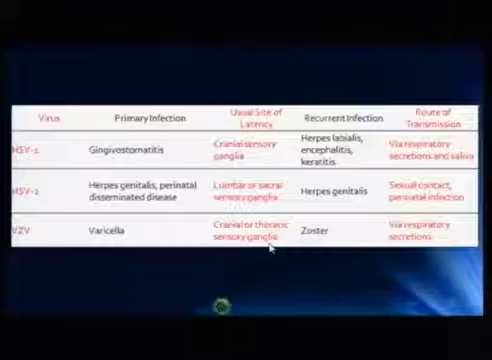 Virus
Primary Infection
Usual Site of
Latency
Recurrent Infection
Route of
Transmission
HSV-1
Gingivostomatitis
Cranial sensory
ganglia
Herpes labialis,
encephalitis,
keratitis
Via respiratory
secretions and saliva
HSV-2
Herpes genitalis, perinatal
disseminated disease
Lumbar or sacral
sensory ganglia
Herpes genitalis
Sexual contact,
perinatal infection
VZV
Varicella
Cranial or thoracic
sensory ganglia
Zoster
Via respiratory
secretions